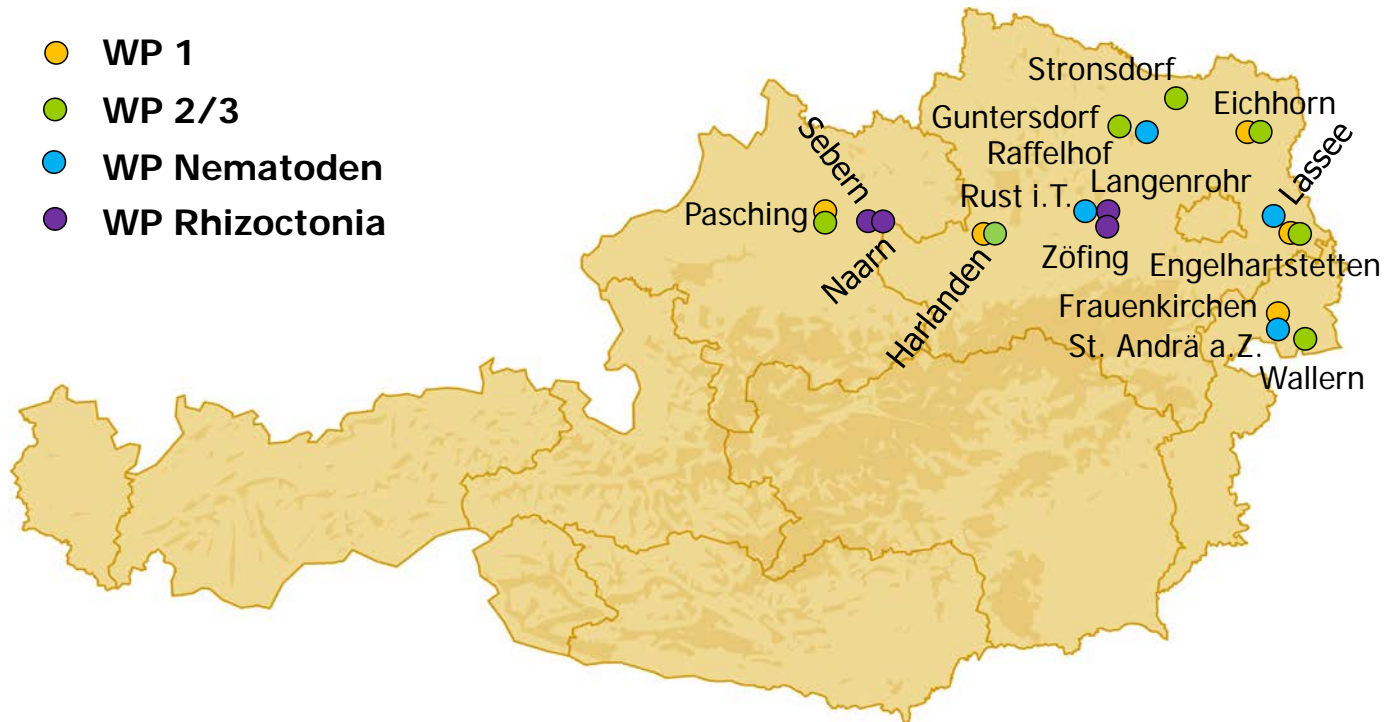 WP 1
WP 2/3
WP Nematoden
WP Rhizoctonia
Stronsdorf
Guntersdorf
Eichhorn
Raffelhof
Lassee
Sebern
Pasching
Rust i.T.
Langenrohr
Naarn
Harlanden
Zöfing
Engelhartstetten
Frauenkirchen
St. Andrä a.Z.
Wallern